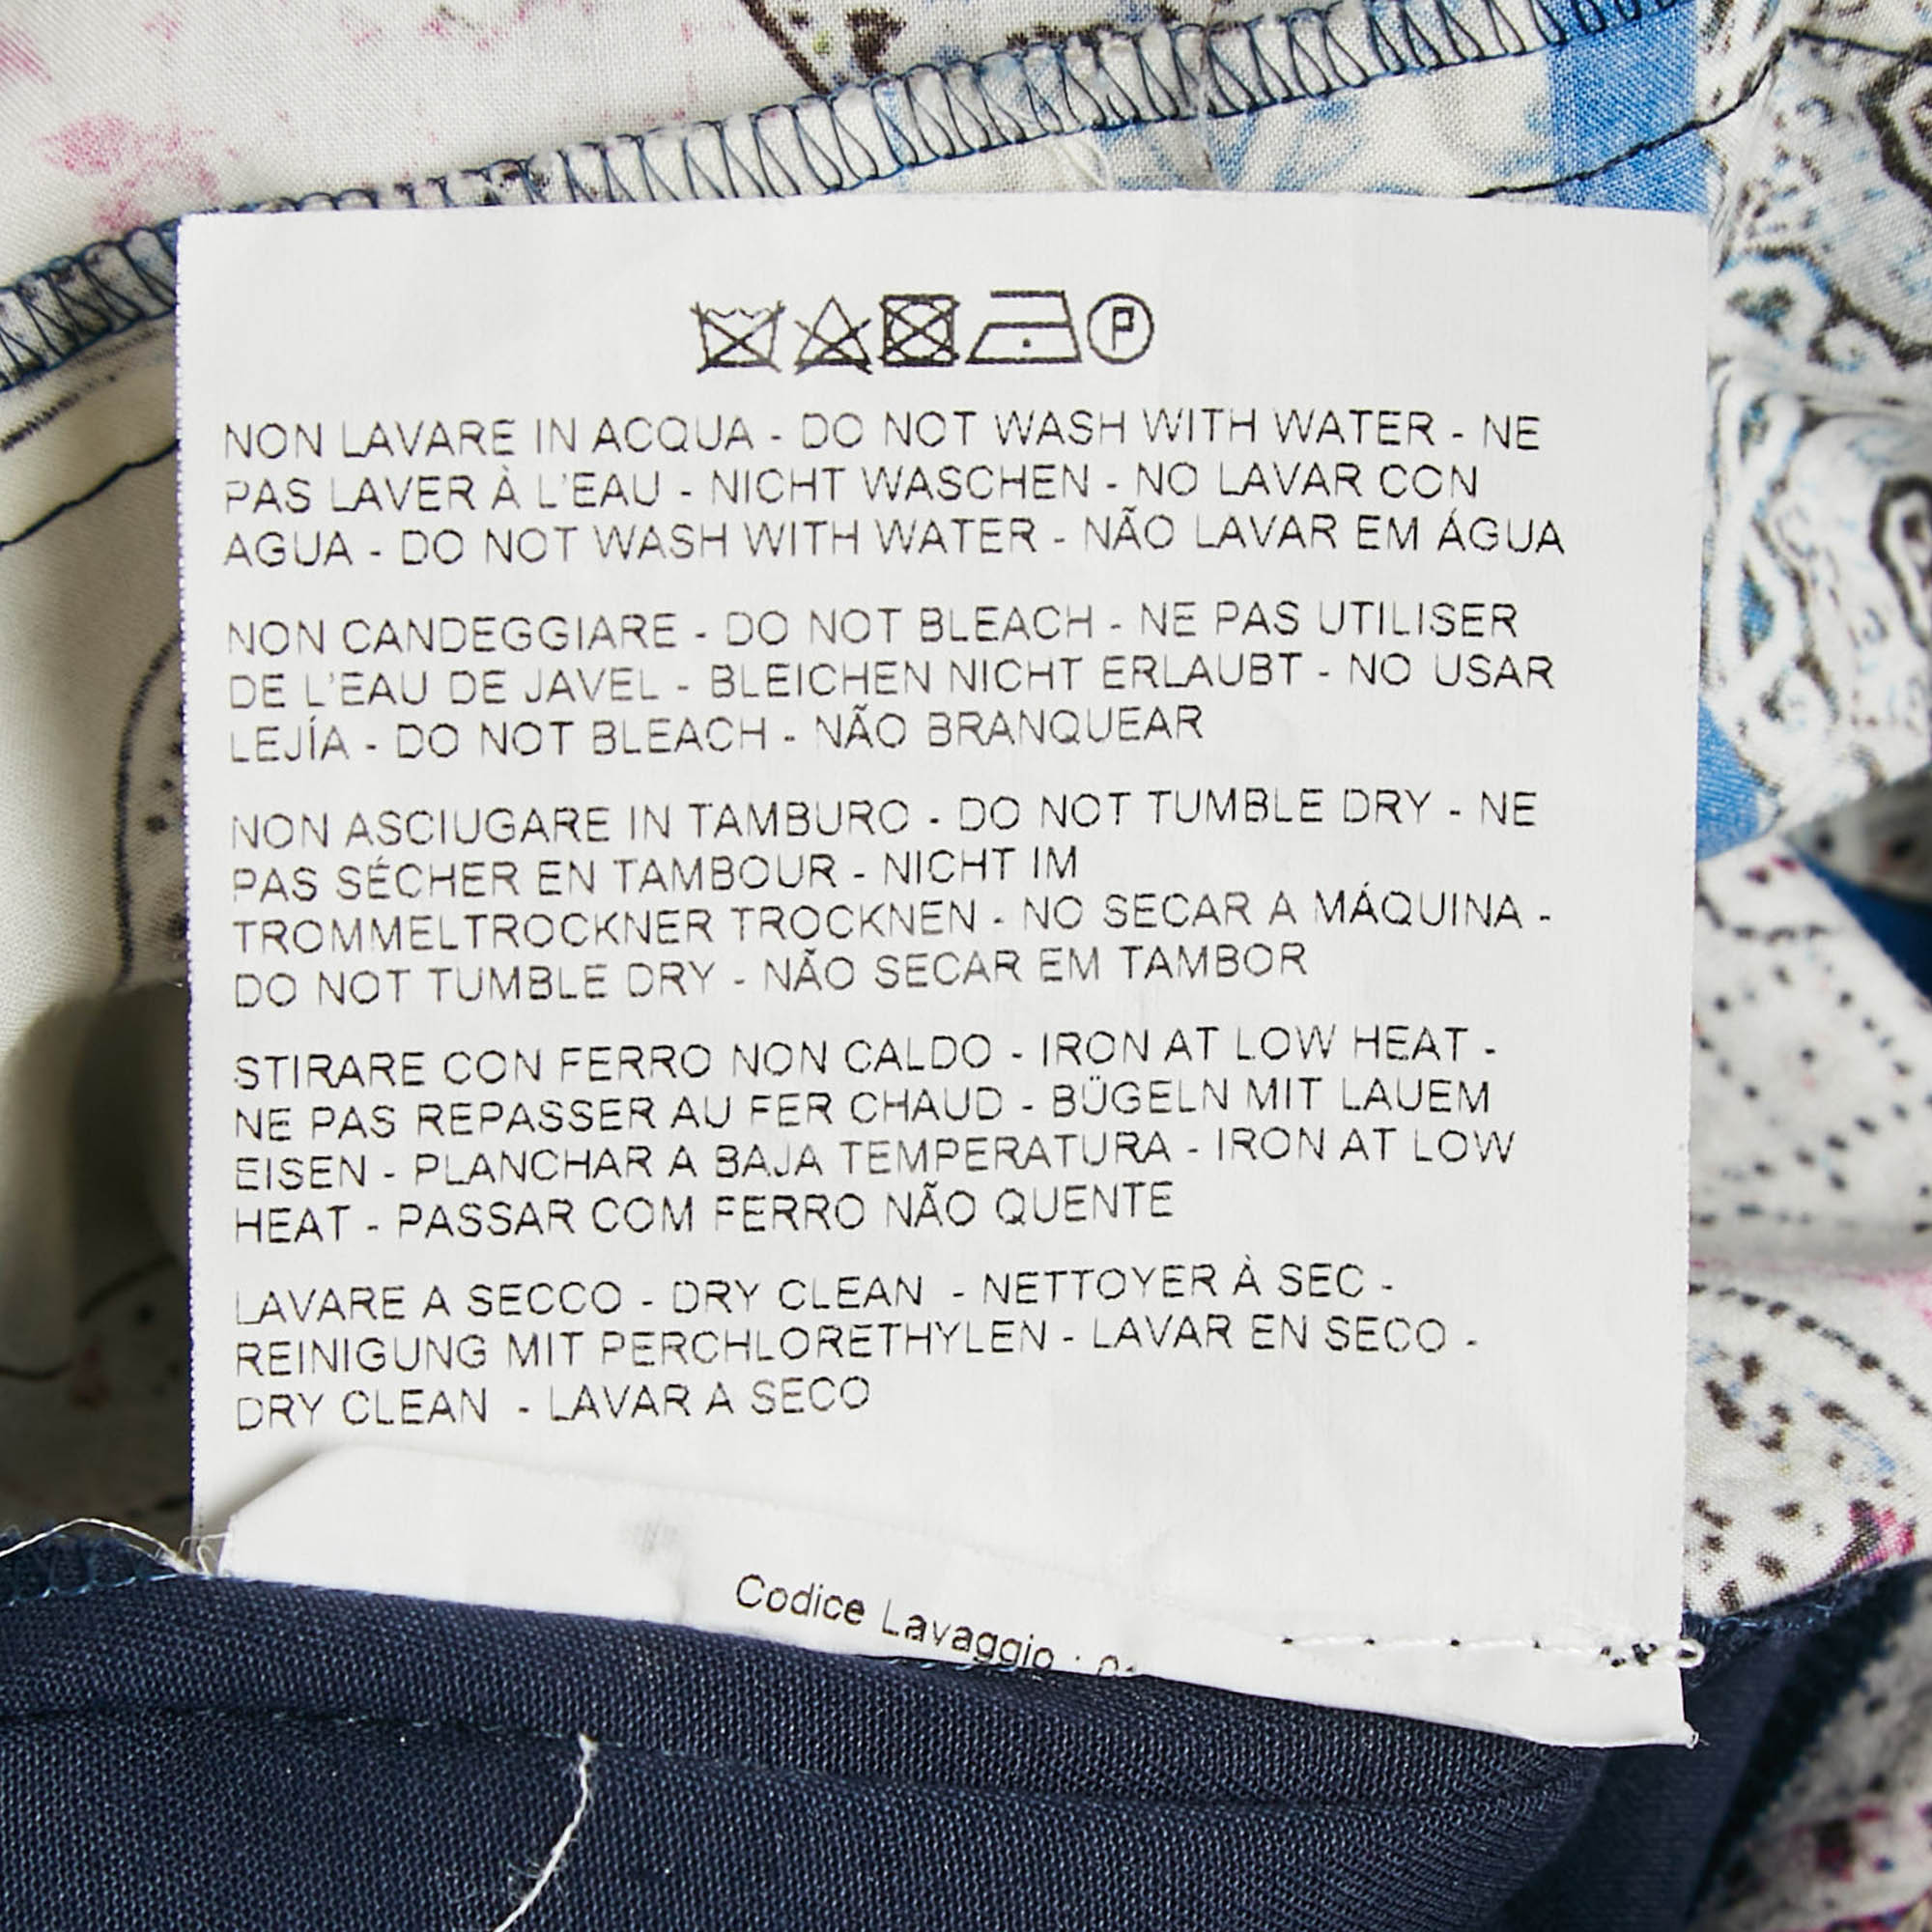 P
NON LAVARE IN ACQUA - DO NOT WASH WITH WATER - NE
PAS LAVER À L'EAU - NICHT WASCHEN - NO LAVAR CON
AGUA - DO NOT WASH WITH WATER - NÃO LAVAR EM ÁGUA
NON CANDEGGIARE - DO NOT BLEACH - NE PAS UTILISER
DE L'EAU DE JAVEL - BLEICHEN NICHT ERLAUBT - NO USAR
LEJÍA - DO NOT BLEACH - NÃO BRANQUEAR
NON ASCIUGARE IN TAMBURO - DO NOT TUMBLE DRY - NE
PAS SÉCHER EN TAMBOUR - NICHT IM
TROMMELTROCKNER TROCKNEN - NO SECAR A MÁQUINA -
DO NOT TUMBLE DRY - NÃO SECAR EM TAMBOR
STIRARE CON FERRO NON CALDO - IRON AT LOW HEAT -
NE PAS REPASSER AU FER CHAUD - BÜGELN MIT LAUEM
EISEN - PLANCHAR A BAJA TEMPERATURA - IRON AT LOW
HEAT - PASSAR COM FERRO NÃO QUENTE
LAVARE A SECCO - DRY CLEAN - NETTOYER À SEC -
REINIGUNG MIT PERCHLORETHYLEN - LAVAR EN SECO -
DRY CLEAN - LAVAR A SECO
Codice Lavaggio :